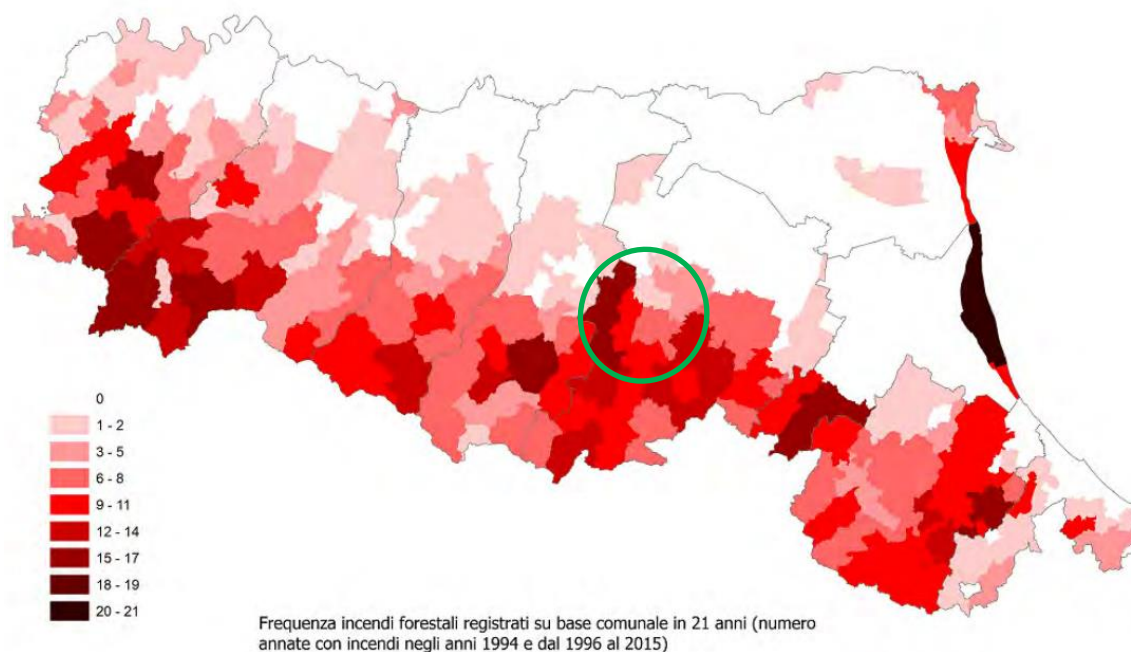 0
1 - 2
3 - 5
6 - 8
9 - 11
12 - 14
15 - 17
18 - 19
20 - 21
Frequenza incendi forestali registrati su base comunale in 21 anni (numero
annate con incendi negli anni 1994 e dal 1996 al 2015)